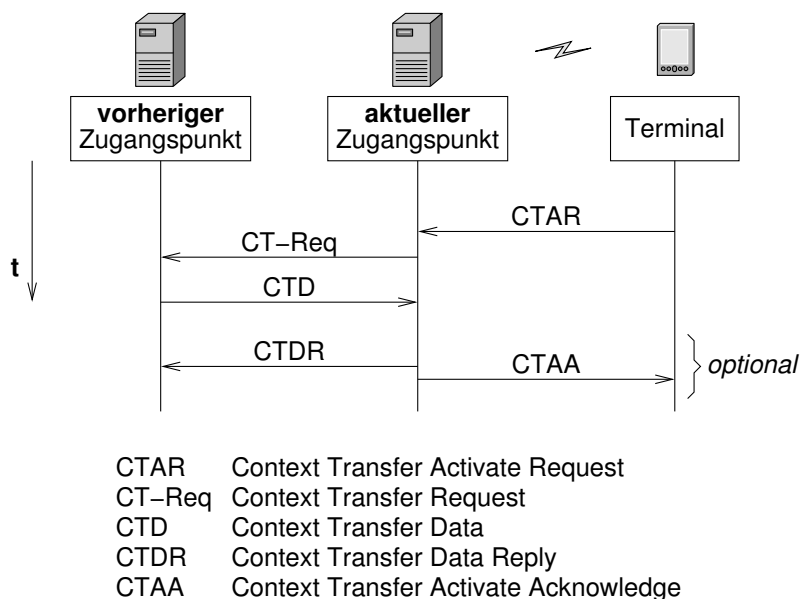 vorheriger
Zugangspunkt
aktueller
Zugangspunkt
Terminal
CTAR
CT−Req
t
CTD
CTDR
CTAA
optional
CTAR Context Transfer Activate Request
CT−Req Context Transfer Request
CTD Context Transfer Data
CTDR Context Transfer Data Reply
CTAA Context Transfer Activate Acknowledge